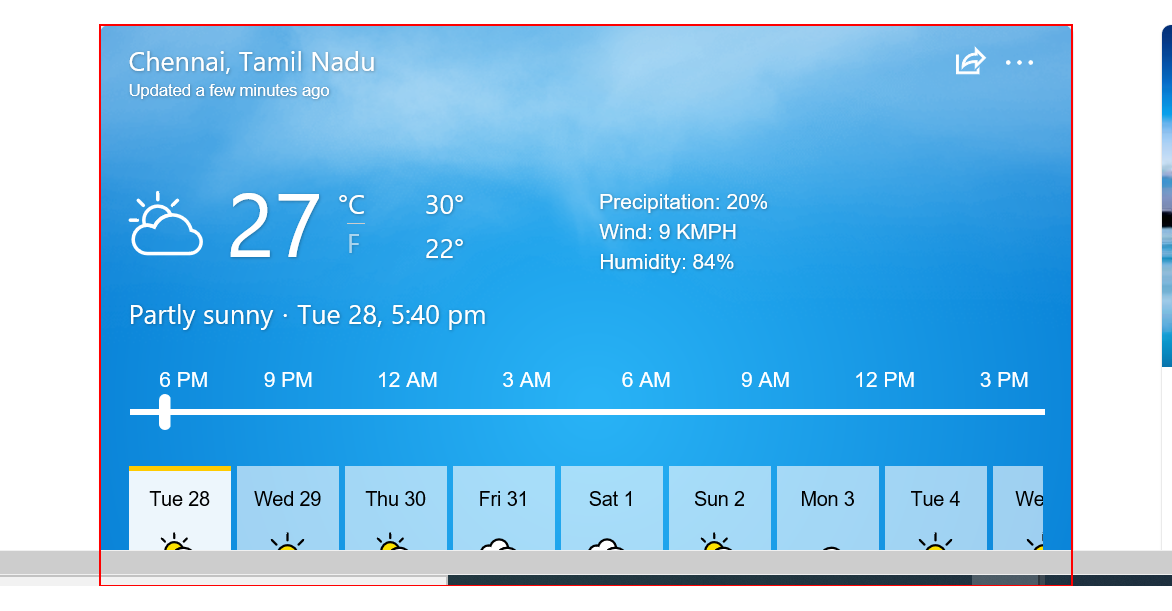 Chennai, Tamil Nadu
Updated a few minutes ago
27 °C F
30°
22°
Precipitation: 20%
Wind: 9 KMPH
Humidity: 84%
Partly sunny · Tue 28, 5:40 pm
6 PM 9 PM 12 AM 3 AM 6 AM 9 AM 12 PM 3 PM
Tue 28 Wed 29 Thu 30 Fri 31 Sat 1 Sun 2 Mon 3 Tue 4 We